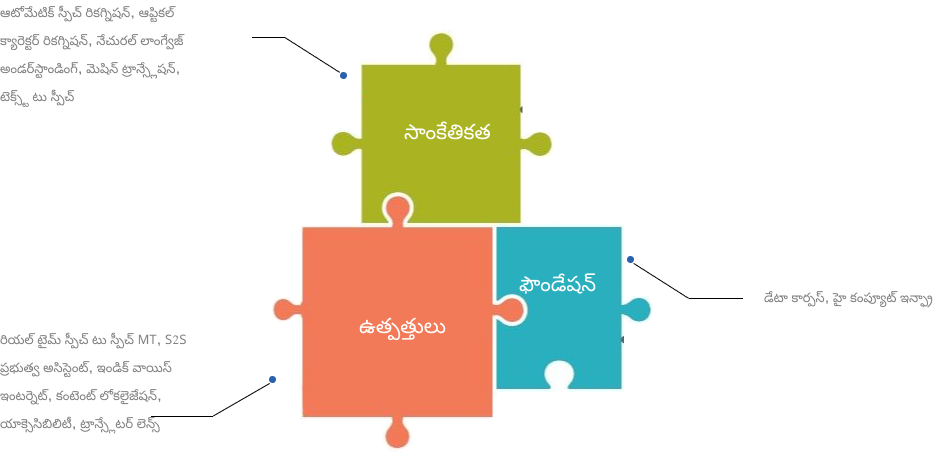 ఆటోమేటిక్ స్పీచ్ రికగ్నిషన్, ఆప్టికల్
క్యారెక్టర్ రికగ్నిషన్, నేచురల్ లాంగ్వేజ్
అండర్‌స్టాండింగ్, మెషిన్ ట్రాన్స్లేషన్,
టెక్స్ట్ టు స్పీచ్
సాంకేతికత
ఫౌండేషన్
డేటా కార్పస్, హై కంప్యూట్ ఇన్ఫ్రా
ఉత్పత్తులు
రియల్ టైమ్ స్పీచ్ టు స్పీచ్ MT, S2S
ప్రభుత్వ అసిస్టెంట్, ఇండిక్ వాయిస్
ఇంటర్నెట్, కంటెంట్ లోకలైజేషన్,
యాక్సెసిబిలిటీ, ట్రాన్స్లేటర్ లెన్స్